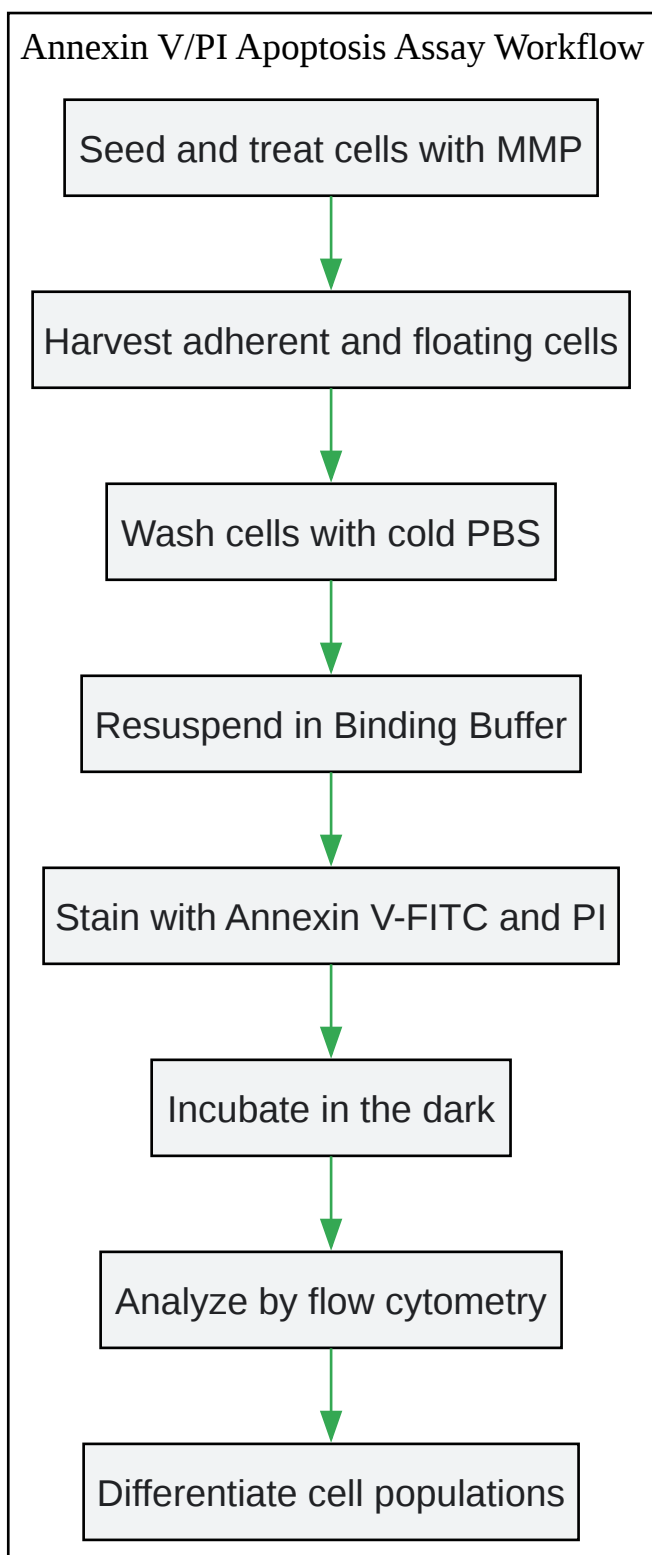 Annexin V/PI Apoptosis Assay Workflow
Seed and treat cells with MMP
Harvest adherent and floating cells
Wash cells with cold PBS
Resuspend in Binding Buffer
Stain with Annexin V-FITC and PI
Incubate in the dark
Analyze by flow cytometry
Differentiate cell populations